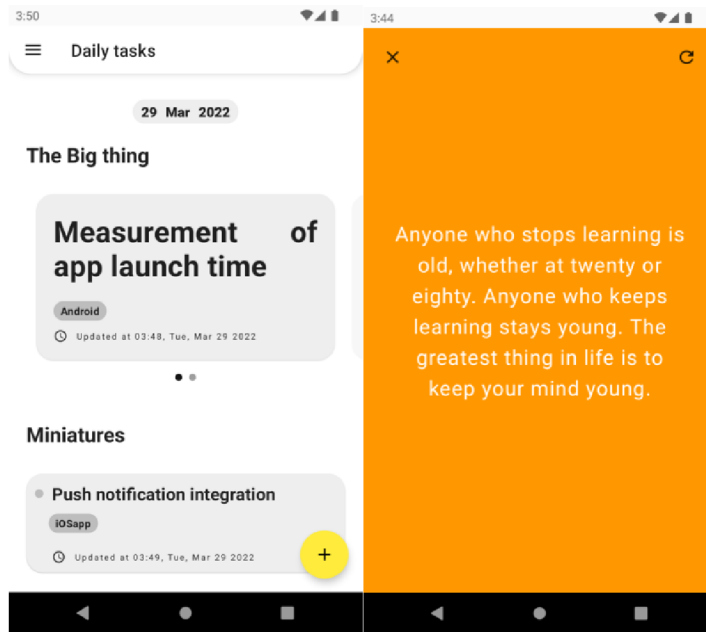 3:50
Daily tasks
29 Mar 2022
The Big thing
Measurement of
app launch time
Android
Updated at 03:48, Tue, Mar 29 2022
Miniatures
Push notification integration
iOSapp
Updated at 03:49, Tue, Mar 29 2022
3:44
Anyone who stops learning is
old, whether at twenty or
eighty. Anyone who keeps
learning stays young. The
greatest thing in life is to
keep your mind young.